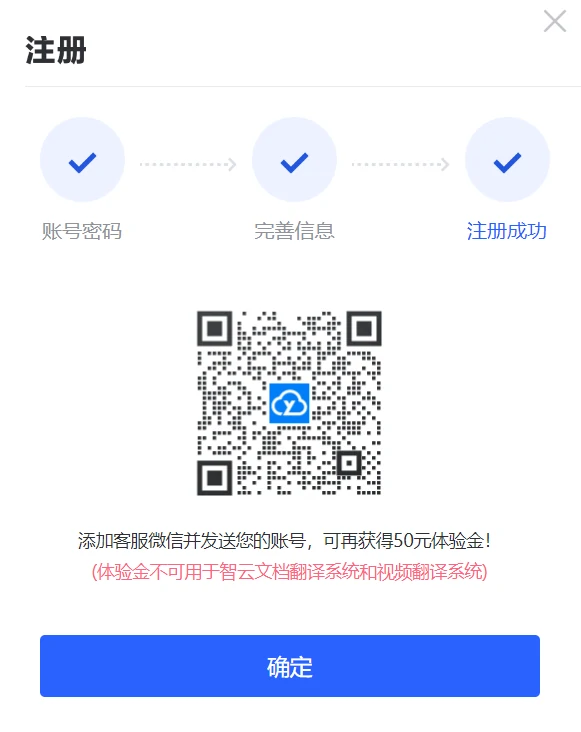 注册
账号密码
完善信息
注册成功
添加客服微信并发送您的账号，可再获得50元体验金！
(体验金不可用于智云文档翻译系统和视频翻译系统)
确定